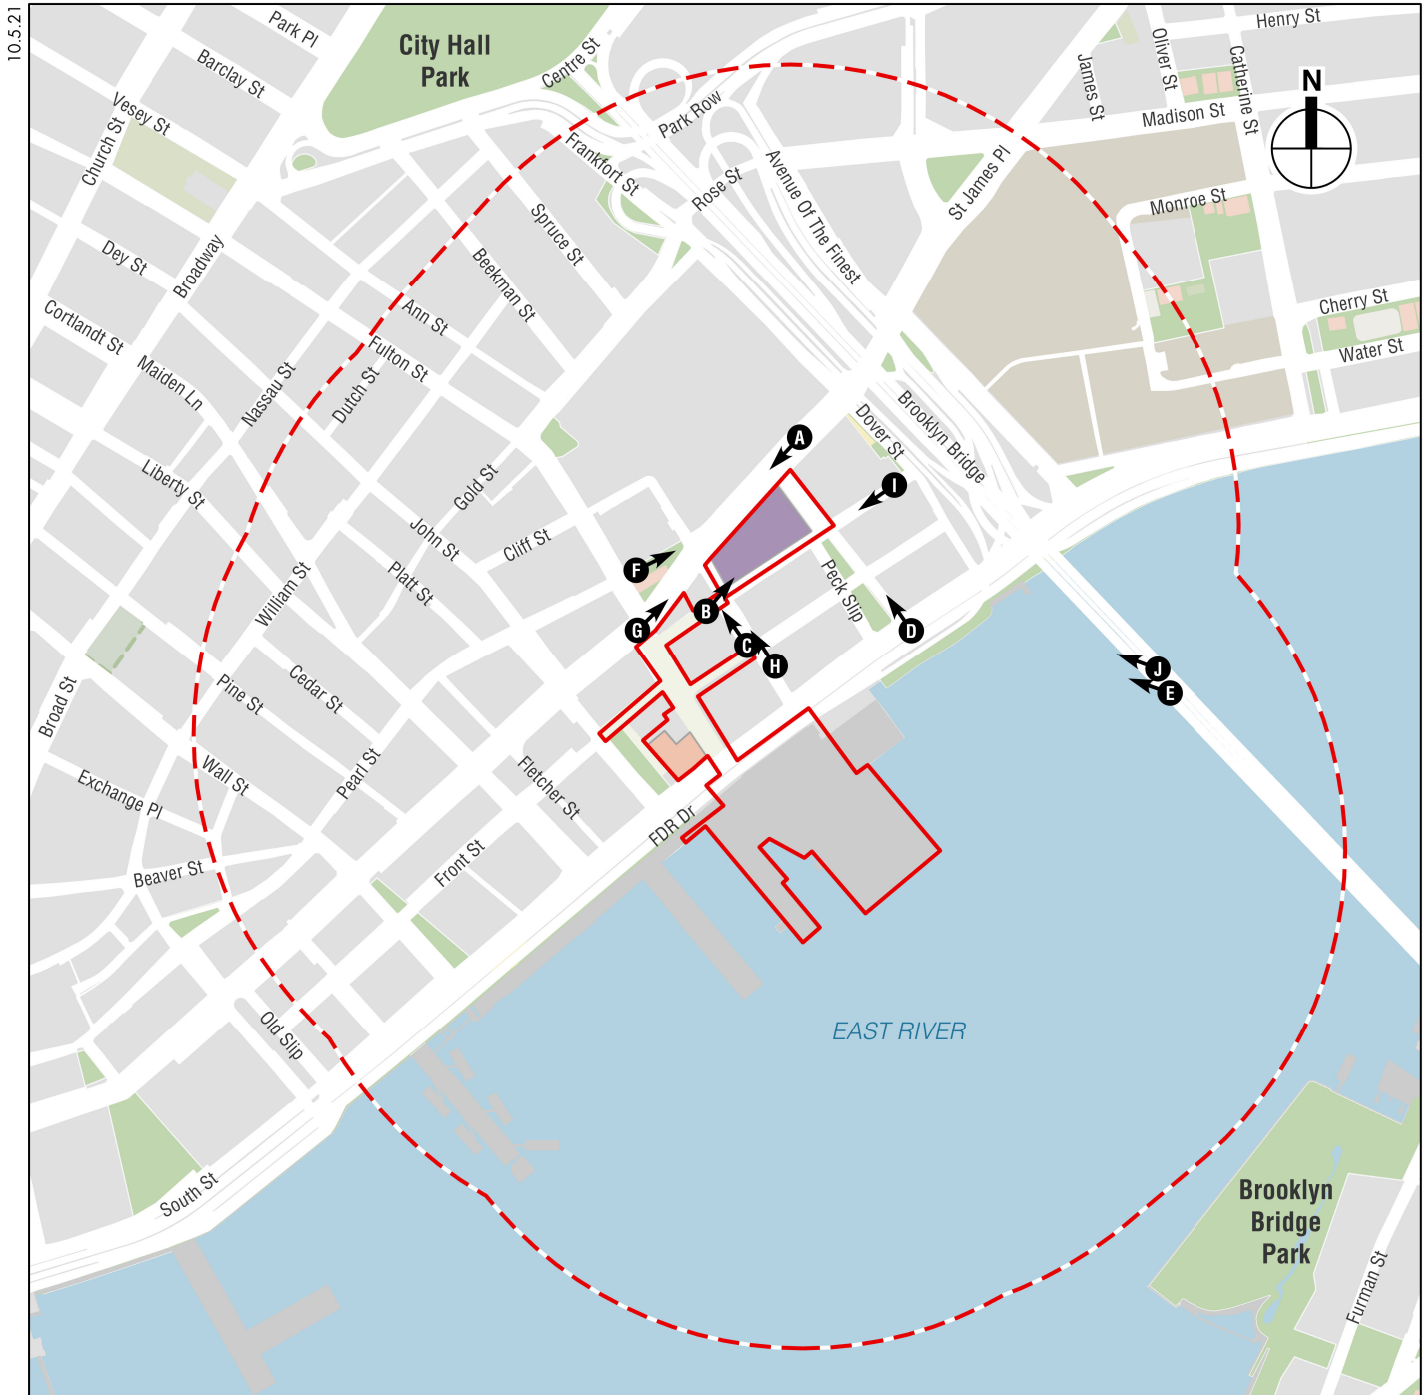 10.5.21
Park Pl
City Hall
Park
Centre St
Barclay St
Vesey St
Church St
Park Row
Frankfort St
Rose St
Avenue Of The Finest
St James Pl
James St
Oliver St
Catherine St
Henry St
Madison St
N
Monroe St
Cherry St
Water St
Dey St
Broadway
Cortlandt St
Maiden Ln
Nassau St
Dutch St
Spruce St
Beekman St
Ann St
Fulton St
Liberty St
Gold St
John St
Cliff St
Platt St
William St
Dover St
Brooklyn Bridge
Peck Slip
A
I
F
B
G
C
H
D
J
E
Broad St
Pine St
Cedar St
Wall St
Pearl St
Exchange Pl
Beaver St
Fletcher St
Front St
FDR Dr
Old Slip
South St
EAST RIVER
Brooklyn
Bridge
Park
Furman St